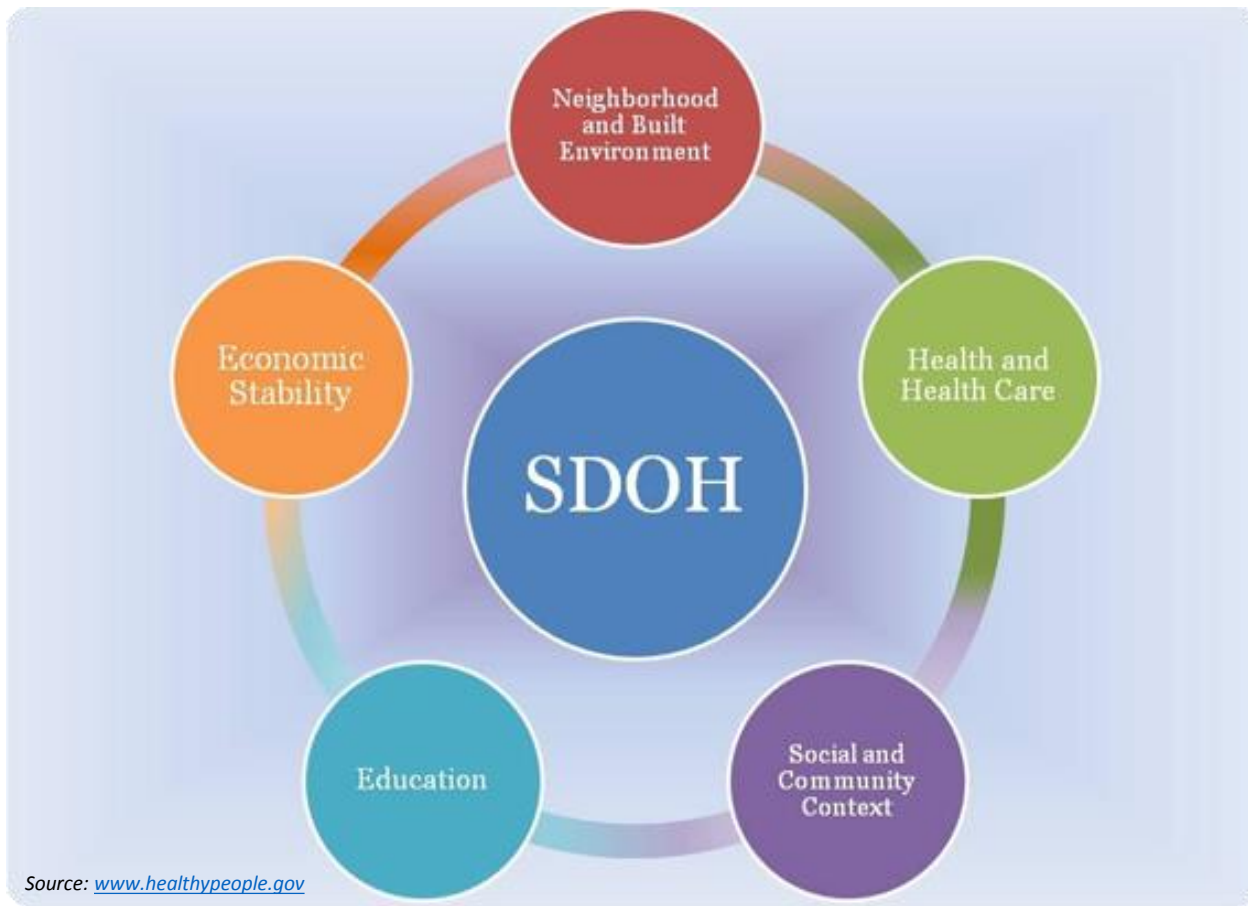 Neighborhood
and Built
Environment
Economic
Stability
Health and
Health Care
SDOH
Education
Social and
Community
Context
Source: www.healthypeople.gov